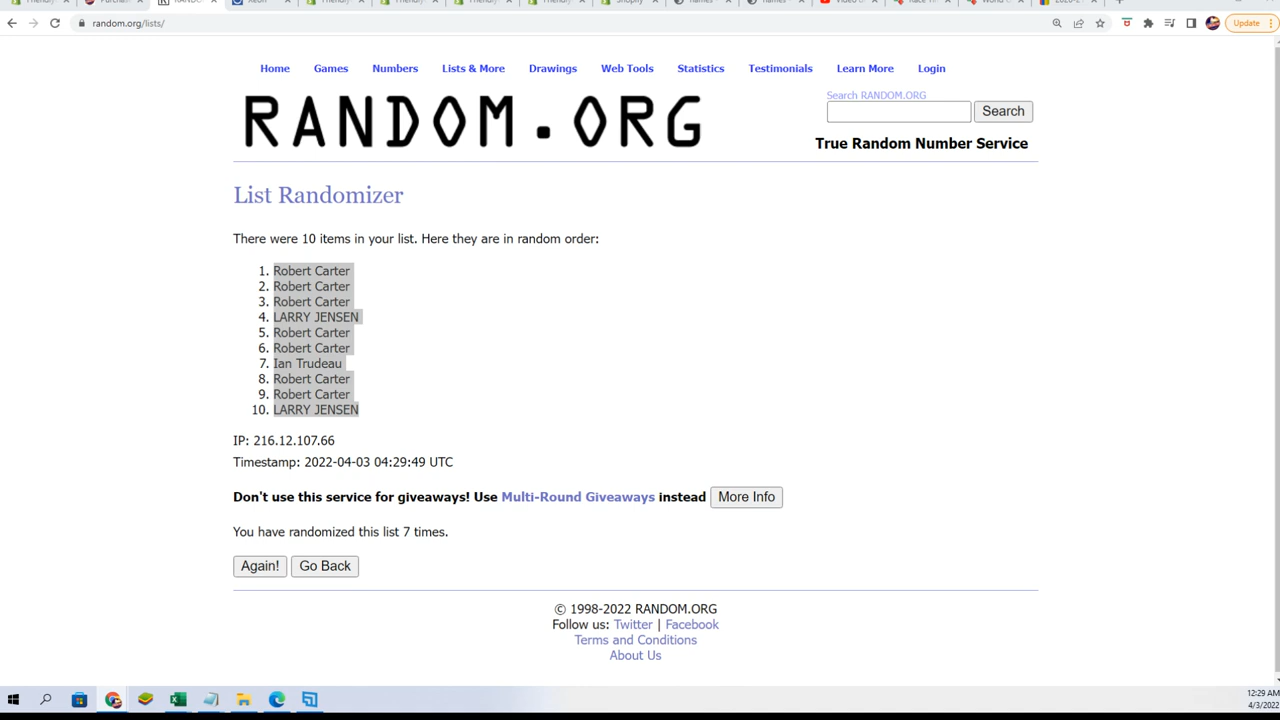 random.org/lists/
Update
Home Games Numbers Lists & More Drawings Web Tools Statistics Testimonials Learn More Login
RANDOM.ORG
Search RANDOM.ORG
Search
True Random Number Service
List Randomizer
There were 10 items in your list. Here they are in random order:
1. Robert Carter
2. Robert Carter
3. Robert Carter
4. LARRY JENSEN
5. Robert Carter
6. Robert Carter
7. Ian Trudeau
8. Robert Carter
9. Robert Carter
10. LARRY JENSEN
IP: 216.12.107.66
Timestamp: 2022-04-03 04:29:49 UTC
Don't use this service for giveaways! Use Multi-Round Giveaways instead More Info
You have randomized this list 7 times.
Again! Go Back
© 1998-2022 RANDOM.ORG
Follow us: Twitter | Facebook
Terms and Conditions
About Us
12:29 AM
4/3/2022